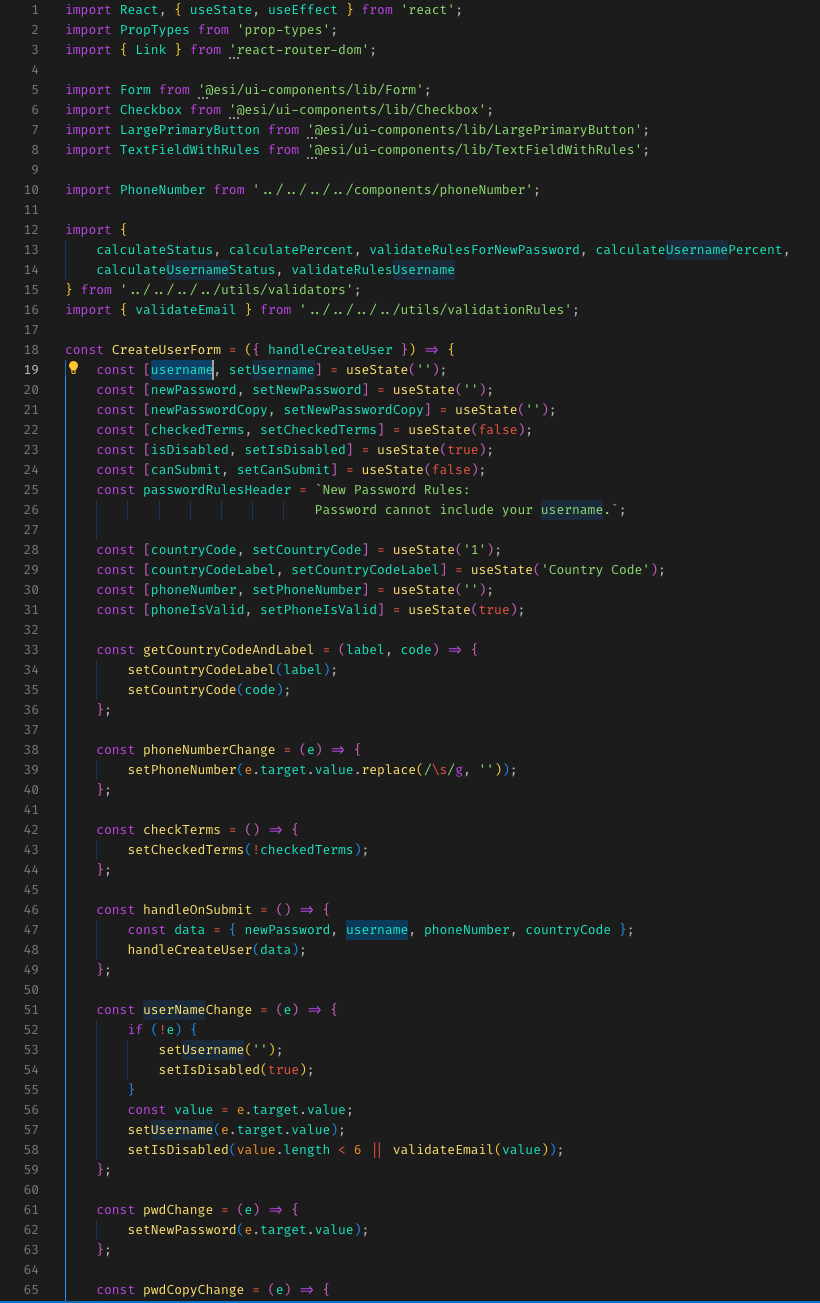 1 import React, { useState, useEffect } from 'react';
2 import PropTypes from 'prop-types';
3 import { Link } from 'react-router-dom';
4
5 import Form from '@esi/ui-components/lib/Form';
6 import Checkbox from '@esi/ui-components/lib/Checkbox';
7 import LargePrimaryButton from '@esi/ui-components/lib/LargePrimaryButton';
8 import TextFieldWithRules from '@esi/ui-components/lib/TextFieldWithRules';
9
10 import PhoneNumber from '../../../../components/phoneNumber';
11
12 import {
13     calculateStatus, calculatePercent, validateRulesForNewPassword, calculateUsernamePercent,
14     calculateUsernameStatus, validateRulesUsername
15 } from '../../../../utils/validators';
16 import { validateEmail } from '../../../../utils/validationRules';
17
18 const CreateUserForm = ({ handleCreateUser }) => {
19     const [username, setUsername] = useState('');
20     const [newPassword, setNewPassword] = useState('');
21     const [newPasswordCopy, setNewPasswordCopy] = useState('');
22     const [checkedTerms, setCheckedTerms] = useState(false);
23     const [isDisabled, setIsDisabled] = useState(true);
24     const [canSubmit, setCanSubmit] = useState(false);
25     const passwordRulesHeader = `New Password Rules:
26                                 Password cannot include your username.`;
27
28     const [countryCode, setCountryCode] = useState('1');
29     const [countryCodeLabel, setCountryCodeLabel] = useState('Country Code');
30     const [phoneNumber, setPhoneNumber] = useState('');
31     const [phoneIsValid, setPhoneIsValid] = useState(true);
32
33     const getCountryCodeAndLabel = (label, code) => {
34         setCountryCodeLabel(label);
35         setCountryCode(code);
36     };
37
38     const phoneNumberChange = (e) => {
39         setPhoneNumber(e.target.value.replace(/\s/g, ''));
40     };
41
42     const checkTerms = () => {
43         setCheckedTerms(!checkedTerms);
44     };
45
46     const handleOnSubmit = () => {
47         const data = { newPassword, username, phoneNumber, countryCode };
48         handleCreateUser(data);
49     };
50
51     const userNameChange = (e) => {
52         if (!e) {
53             setUsername('');
54             setIsDisabled(true);
55         }
56         const value = e.target.value;
57         setUsername(e.target.value);
58         setIsDisabled(value.length < 6 || validateEmail(value));
59     };
60
61     const pwdChange = (e) => {
62         setNewPassword(e.target.value);
63     };
64
65     const pwdCopyChange = (e) => {